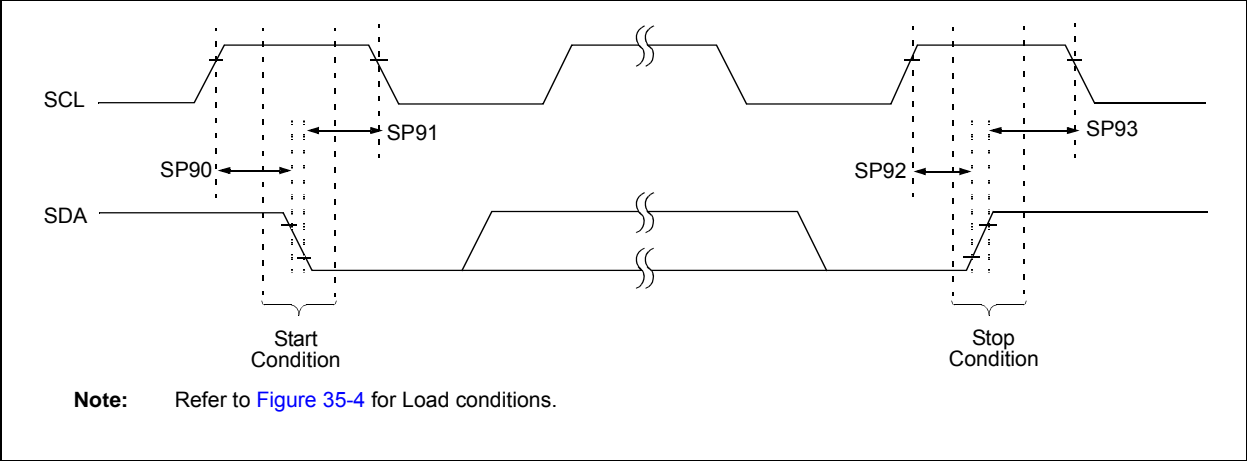 SCL
SP91
SP93
SP90
SP92
SDA
Start
Condition
Stop
Condition
Note: Refer to Figure 35-4 for Load conditions.